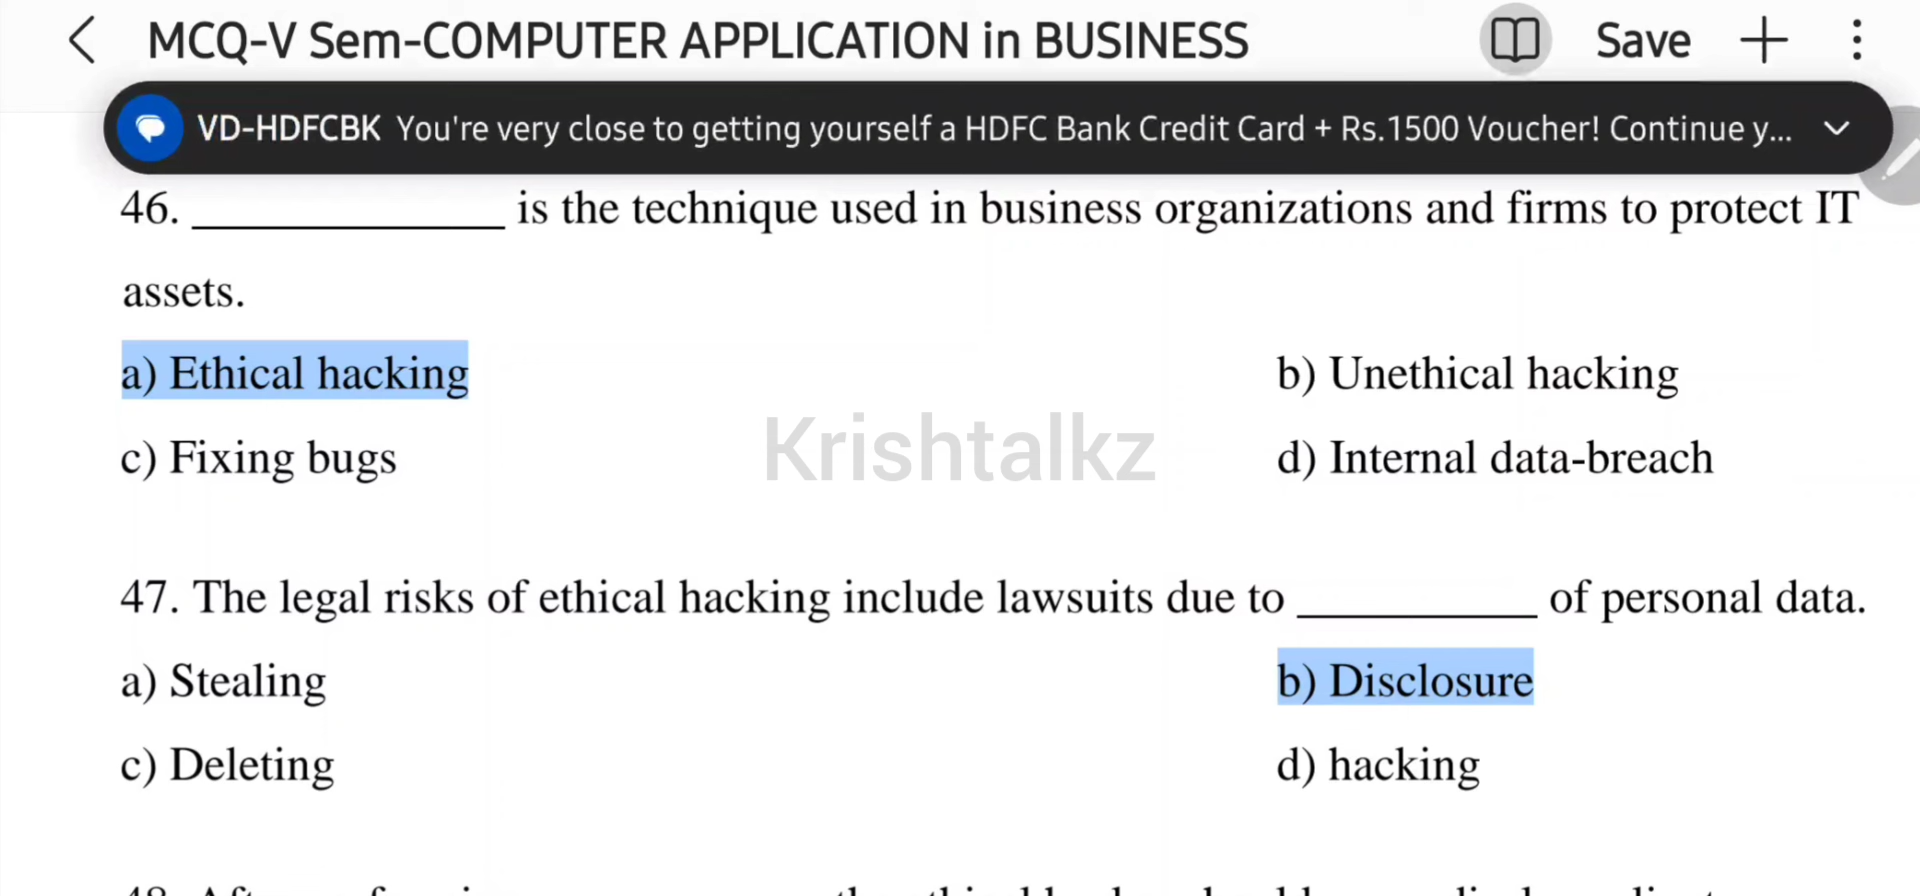 MCQ-V Sem-COMPUTER APPLICATION in BUSINESS Save
VD-HDFCBK You're very close to getting yourself a HDFC Bank Credit Card + Rs.1500 Voucher! Continue y...
46. ____________ is the technique used in business organizations and firms to protect IT
assets.
a) Ethical hacking b) Unethical hacking
Krishtalkz
c) Fixing bugs d) Internal data-breach
47. The legal risks of ethical hacking include lawsuits due to __________ of personal data.
a) Stealing b) Disclosure
c) Deleting d) hacking